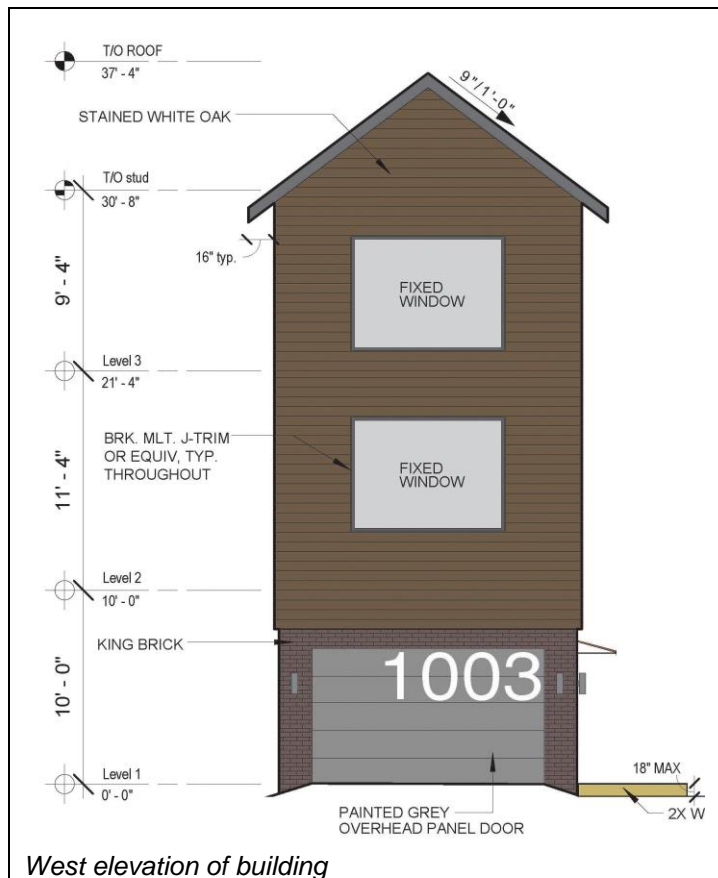 T/O ROOF
37' - 4"
9"/1'-0"
STAINED WHITE OAK
T/O stud
30' - 8"
16" typ.
9' - 4"
FIXED
WINDOW
Level 3
21' - 4"
BRK. MLT. J-TRIM
OR EQUIV, TYP.
THROUGHOUT
11' - 4"
FIXED
WINDOW
Level 2
10' - 0"
KING BRICK
1003
10' - 0"
18" MAX
Level 1
0' - 0"
PAINTED GREY
OVERHEAD PANEL DOOR
2X W
West elevation of building